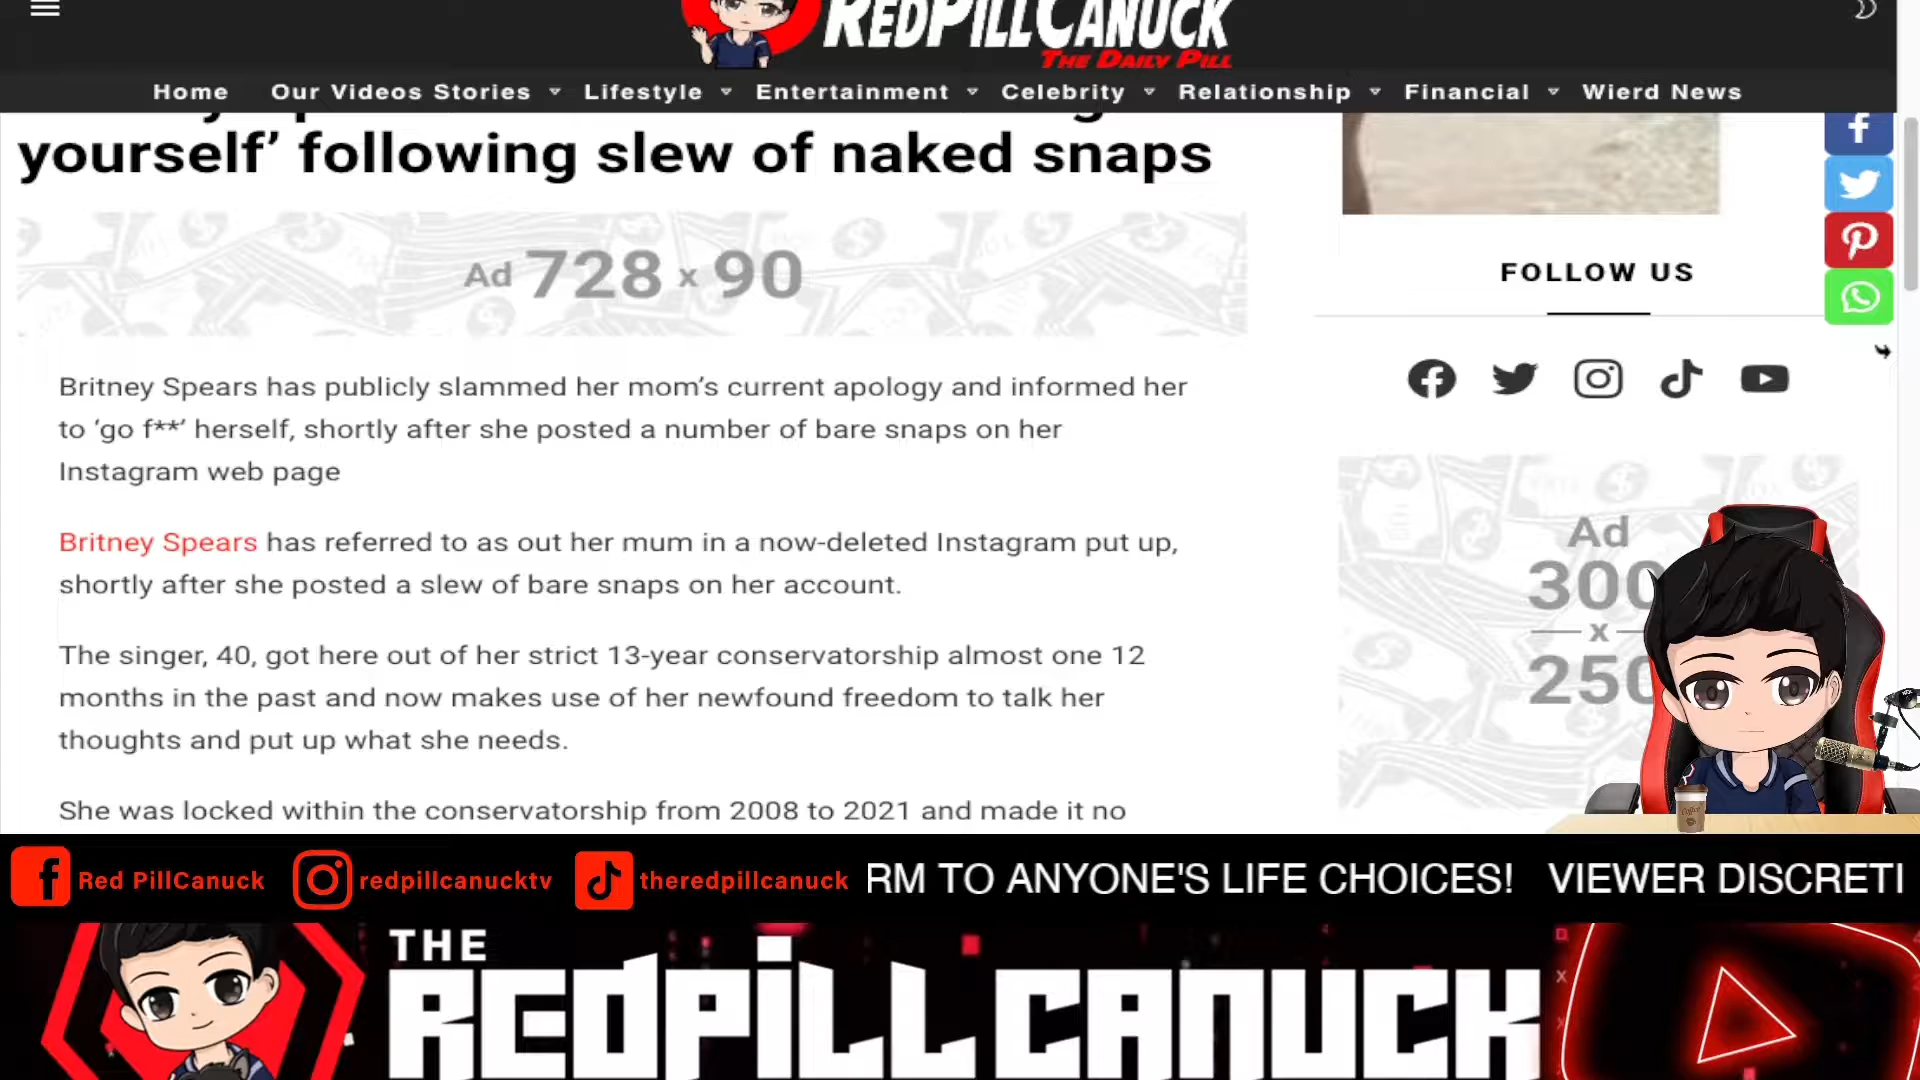 REDPILLCANUCK
THE DAILY PILL
Home Our Videos Stories Lifestyle Entertainment Celebrity Relationship Financial Wierd News
yourself’ following slew of naked snaps
Ad 728 x 90
Britney Spears has publicly slammed her mom’s current apology and informed her
to ‘go f**’ herself, shortly after she posted a number of bare snaps on her
Instagram web page
Britney Spears has referred to as out her mum in a now-deleted Instagram put up,
shortly after she posted a slew of bare snaps on her account.
The singer, 40, got here out of her strict 13-year conservatorship almost one 12
months in the past and now makes use of her newfound freedom to talk her
thoughts and put up what she needs.
She was locked within the conservatorship from 2008 to 2021 and made it no
FOLLOW US
Ad
300
x
250
Red PillCanuck redpillcanucktv theredpillcanuck RM TO ANYONE'S LIFE CHOICES! VIEWER DISCRETI
THE
REDPILLCANUCK